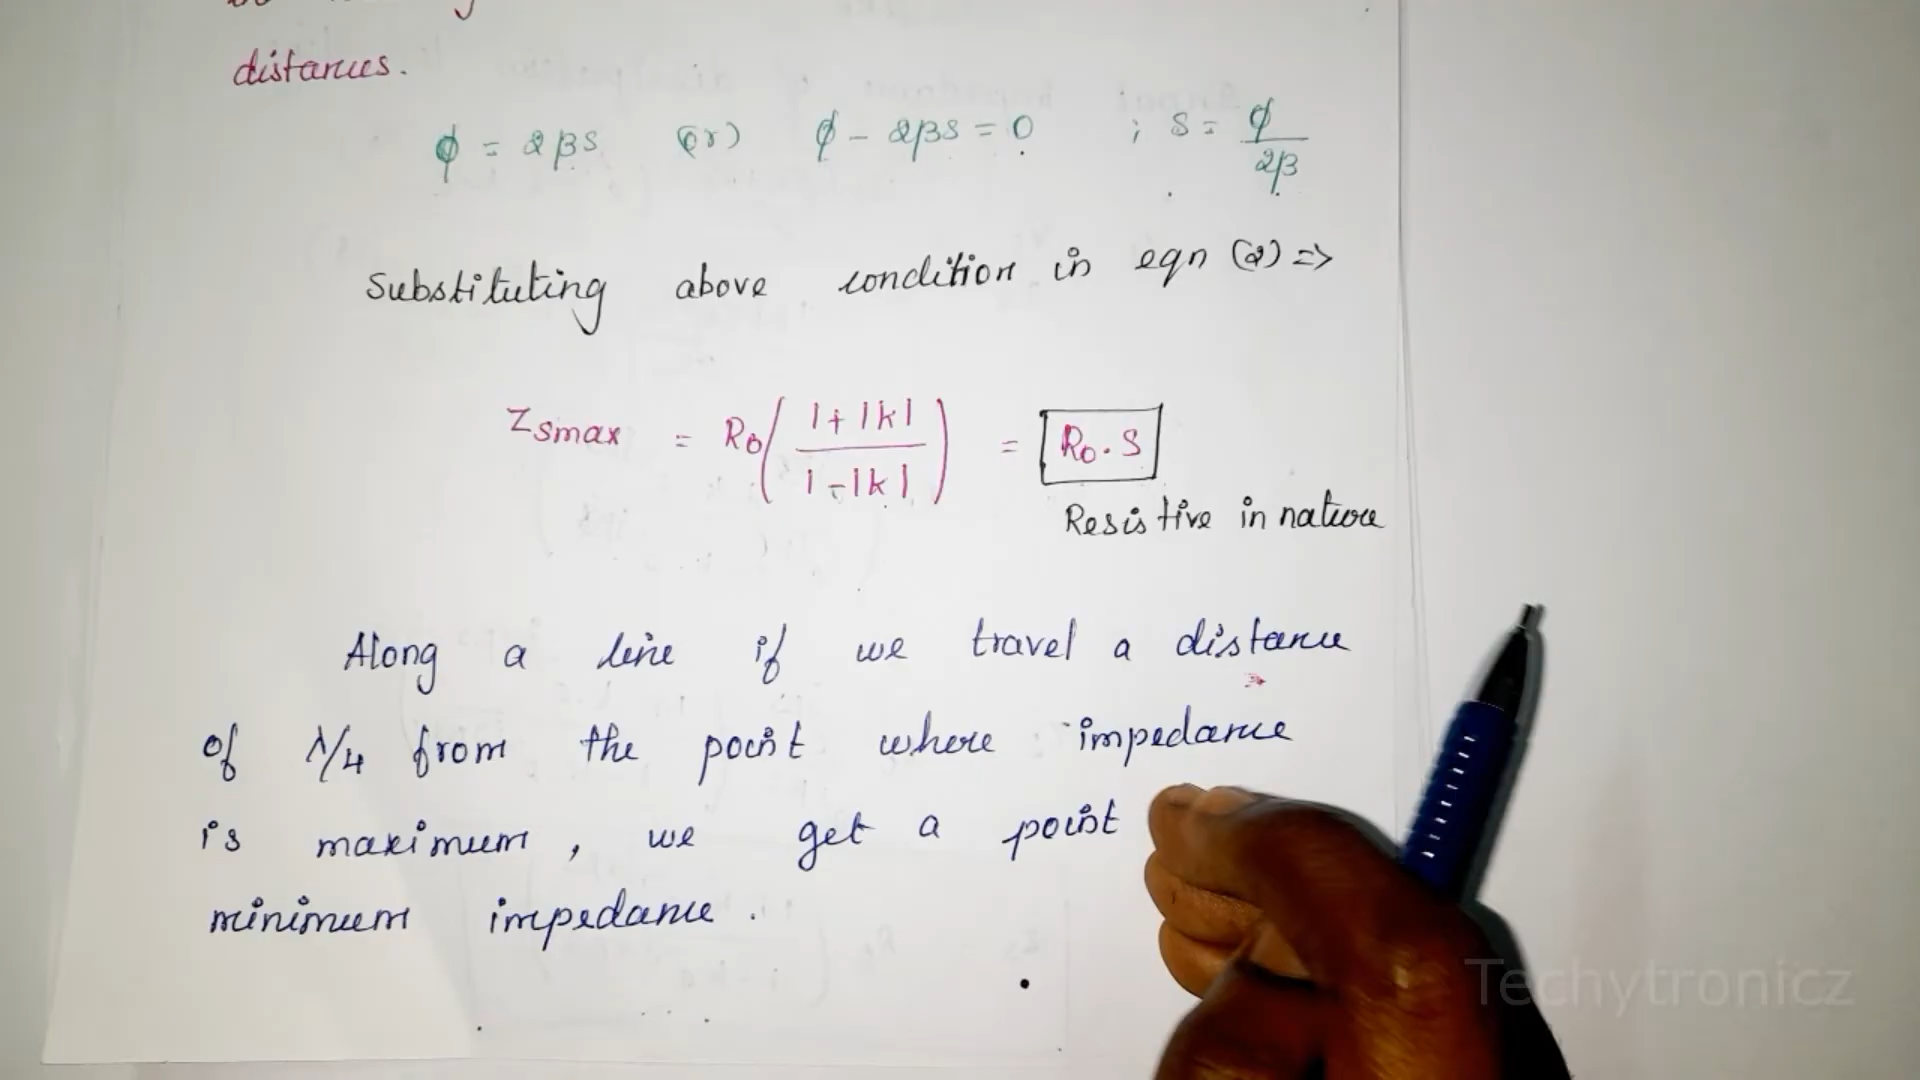 distances.
ϕ = 2βs (or) ϕ - 2βs = 0 ; s = ϕ/2β
Substituting above condition in eqn (2) =>
Zsmax = R0 ( 1+|k| / 1-|k| ) = R0.S
Resistive in nature
Along a line if we travel a distance
of λ/4 from the point where impedance
is maximum, we get a point
minimum impedance.
Techytronicz